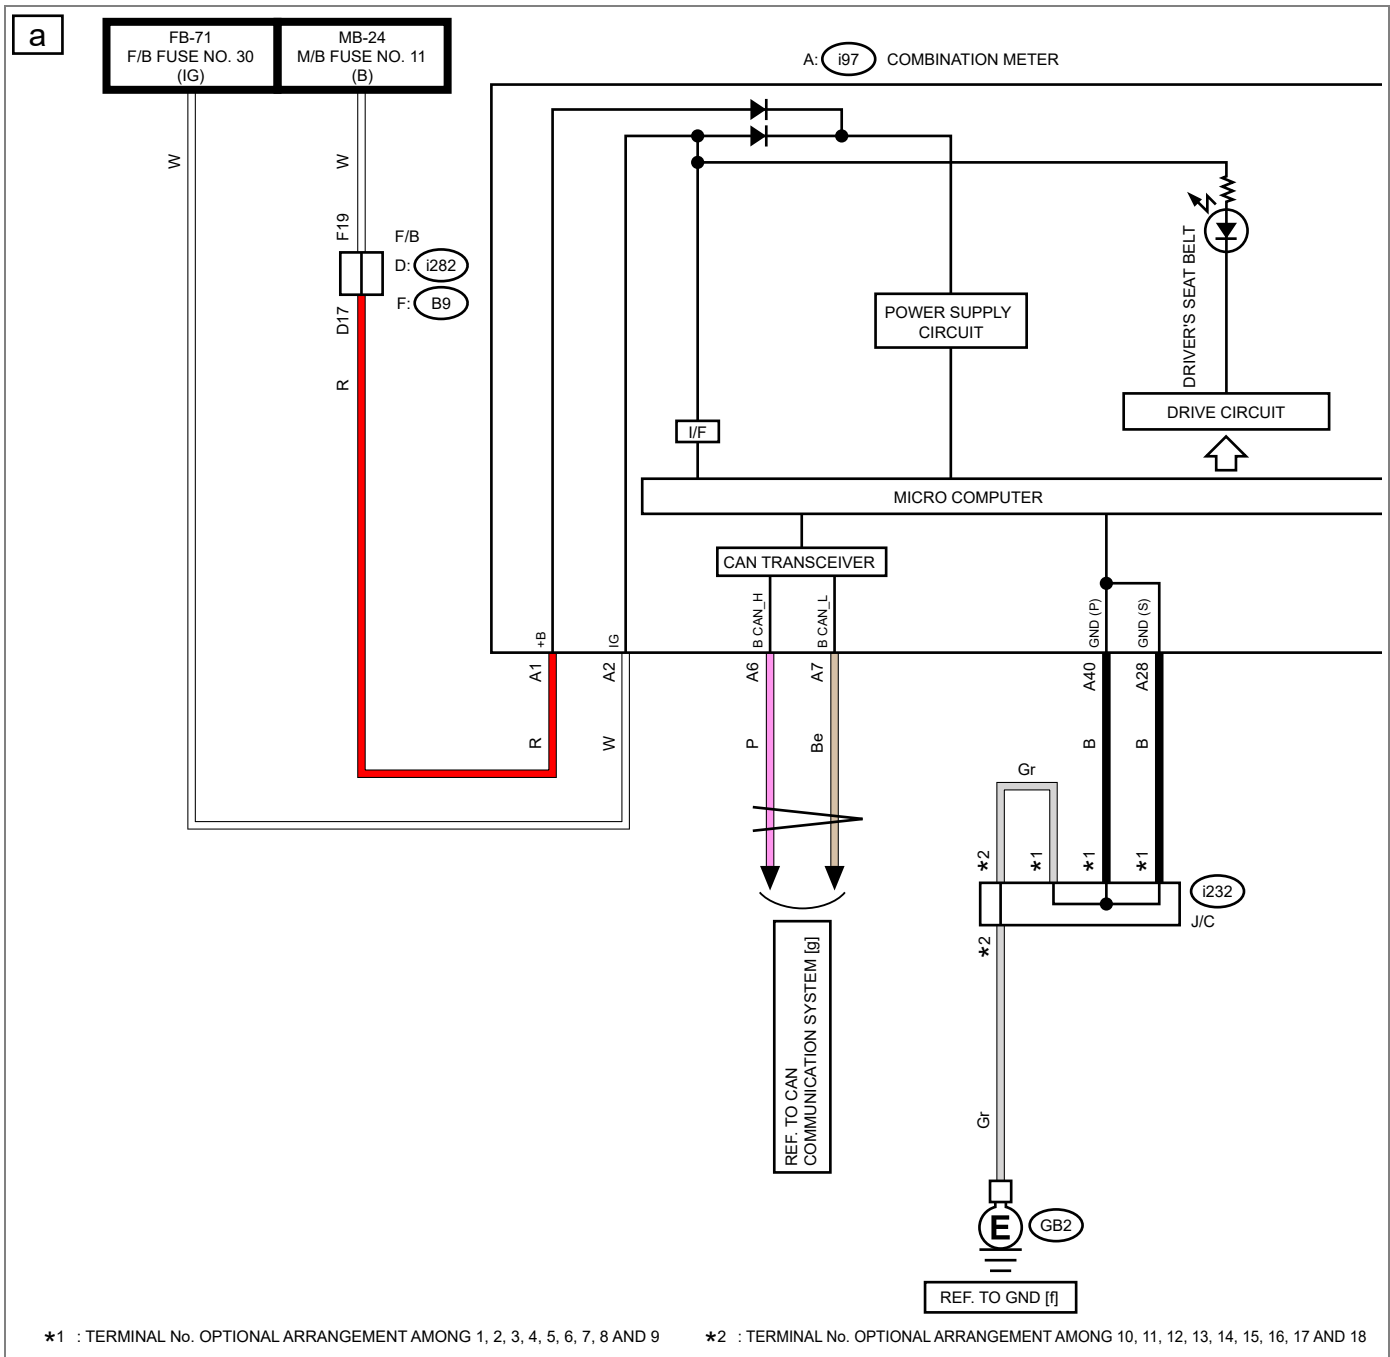 a
FB-71
F/B FUSE NO. 30
(IG)
MB-24
M/B FUSE NO. 11
(B)
A: i97 COMBINATION METER
W
W
F19
F/B
D: i282
F: B9
D17
R
DRIVER'S SEAT BELT
POWER SUPPLY
CIRCUIT
DRIVE CIRCUIT
I/F
MICRO COMPUTER
CAN TRANSCEIVER
+B
IG
B CAN_H
B CAN_L
GND (P)
GND (S)
A1
A2
A6
A7
A40
A28
R
W
P
Be
B
B
Gr
*2
*1
*1
*1
i232
J/C
*2
REF. TO CAN
COMMUNICATION SYSTEM [g]
Gr
E
GB2
REF. TO GND [f]
*1 : TERMINAL No. OPTIONAL ARRANGEMENT AMONG 1, 2, 3, 4, 5, 6, 7, 8 AND 9
*2 : TERMINAL No. OPTIONAL ARRANGEMENT AMONG 10, 11, 12, 13, 14, 15, 16, 17 AND 18